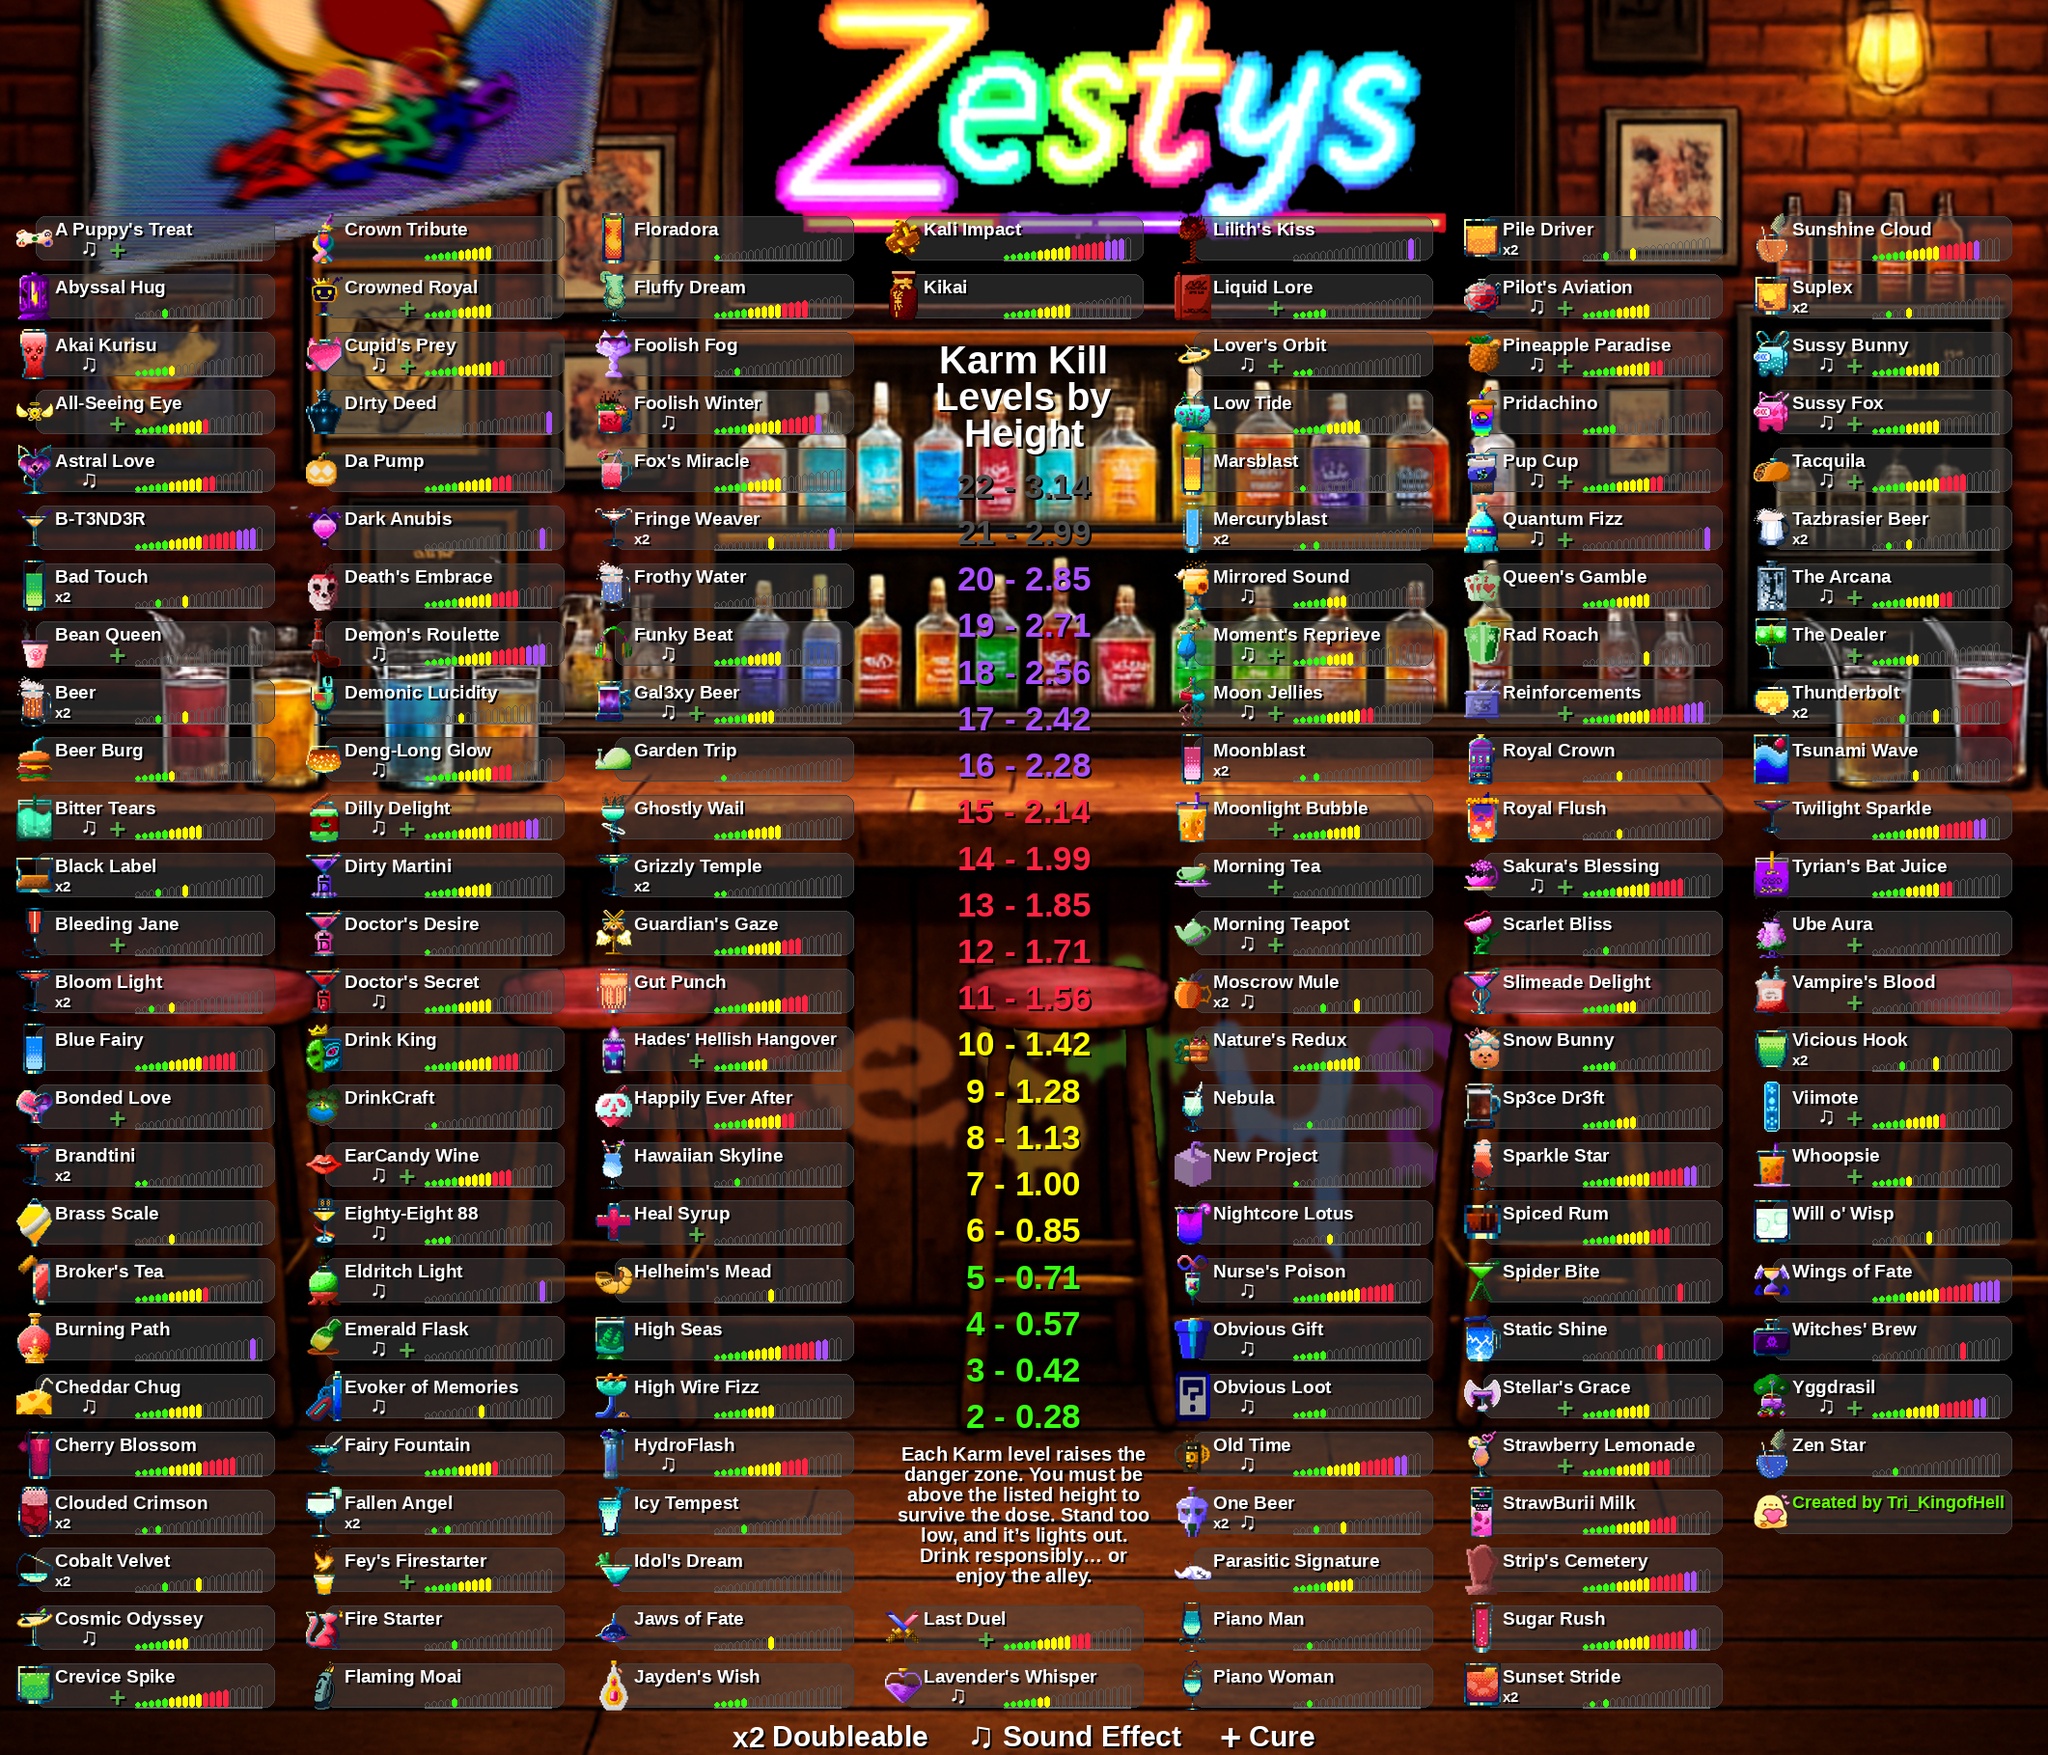 Zestys
A Puppy's Treat
♫ +
Abyssal Hug
Akai Kurisu
♫
All-Seeing Eye
+
Astral Love
♫
B-T3ND3R
Bad Touch
x2
Bean Queen
+
Beer
x2
Beer Burg
Bitter Tears
♫ +
Black Label
x2
Bleeding Jane
+
Bloom Light
x2
Blue Fairy
Bonded Love
+
Brandtini
x2
Brass Scale
Broker's Tea
Burning Path
Cheddar Chug
♫
Cherry Blossom
Clouded Crimson
x2
Cobalt Velvet
x2
Cosmic Odyssey
♫
Crevice Spike
+
Crown Tribute
Crowned Royal
+
Cupid's Prey
♫ +
D!rty Deed
Da Pump
Dark Anubis
Death's Embrace
Demon's Roulette
♫
Demonic Lucidity
Deng-Long Glow
♫
Dilly Delight
♫ +
Dirty Martini
Doctor's Desire
Doctor's Secret
♫
Drink King
DrinkCraft
EarCandy Wine
♫ +
Eighty-Eight 88
♫
Eldritch Light
♫
Emerald Flask
♫ +
Evoker of Memories
♫
Fairy Fountain
Fallen Angel
x2
Fey's Firestarter
+
Fire Starter
Flaming Moai
Floradora
Fluffy Dream
Foolish Fog
Foolish Winter
♫
Fox's Miracle
Fringe Weaver
x2
Frothy Water
Funky Beat
♫
Gal3xy Beer
♫ +
Garden Trip
Ghostly Wail
Grizzly Temple
x2
Guardian's Gaze
Gut Punch
Hades' Hellish Hangover
+
Happily Ever After
Hawaiian Skyline
Heal Syrup
+
Helheim's Mead
High Seas
High Wire Fizz
HydroFlash
♫
Icy Tempest
Idol's Dream
Jaws of Fate
Jayden's Wish
Kali Impact
Kikai
Karm Kill
Levels by
Height
22 - 3.14
21 - 2.99
20 - 2.85
19 - 2.71
18 - 2.56
17 - 2.42
16 - 2.28
15 - 2.14
14 - 1.99
13 - 1.85
12 - 1.71
11 - 1.56
10 - 1.42
9 - 1.28
8 - 1.13
7 - 1.00
6 - 0.85
5 - 0.71
4 - 0.57
3 - 0.42
2 - 0.28
Each Karm level raises the
danger zone. You must be
above the listed height to
survive the dose. Stand too
low, and it's lights out.
Drink responsibly... or
enjoy the alley.
Last Duel
+
Lavender's Whisper
♫
Lilith's Kiss
Liquid Lore
+
Lover's Orbit
♫ +
Low Tide
Marsblast
Mercuryblast
x2
Mirrored Sound
♫
Moment's Reprieve
♫ +
Moon Jellies
♫ +
Moonblast
x2
Moonlight Bubble
+
Morning Tea
+
Morning Teapot
♫ +
Moscrow Mule
x2 ♫
Nature's Redux
Nebula
New Project
Nightcore Lotus
Nurse's Poison
♫
Obvious Gift
♫
Obvious Loot
♫
Old Time
♫
One Beer
x2 ♫
Parasitic Signature
Piano Man
Piano Woman
Pile Driver
x2
Pilot's Aviation
♫ +
Pineapple Paradise
♫ +
Pridachino
Pup Cup
♫ +
Quantum Fizz
♫ +
Queen's Gamble
Rad Roach
Reinforcements
+
Royal Crown
Royal Flush
Sakura's Blessing
♫ +
Scarlet Bliss
Slimeade Delight
Snow Bunny
Sp3ce Dr3ft
Sparkle Star
Spiced Rum
Spider Bite
Static Shine
Stellar's Grace
+
Strawberry Lemonade
+
StrawBurii Milk
Strip's Cemetery
Sugar Rush
Sunset Stride
x2
Sunshine Cloud
Suplex
x2
Sussy Bunny
♫ +
Sussy Fox
♫ +
Tacquila
♫ +
Tazbrasier Beer
x2
The Arcana
♫ +
The Dealer
+
Thunderbolt
x2
Tsunami Wave
Twilight Sparkle
Tyrian's Bat Juice
Ube Aura
+
Vampire's Blood
+
Vicious Hook
x2
Viimote
♫ +
Whoopsie
+
Will o' Wisp
Wings of Fate
Witches' Brew
Yggdrasil
♫ +
Zen Star
Created by Tri_KingofHell
x2 Doubleable ♫ Sound Effect + Cure